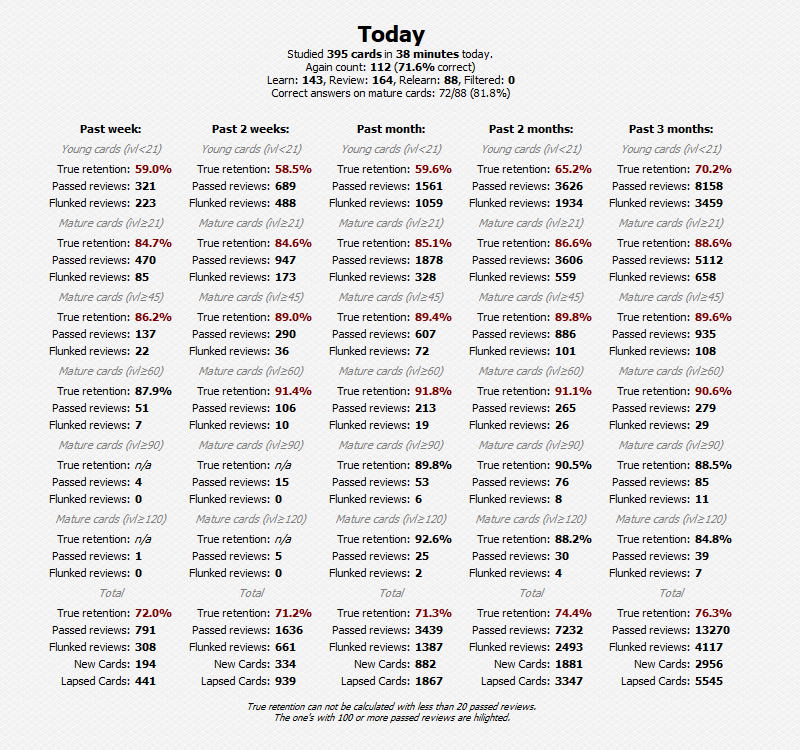 Today
Studied 395 cards in 38 minutes today.
Again count: 112 (71.6% correct)
Learn: 143, Review: 164, Relearn: 88, Filtered: 0
Correct answers on mature cards: 72/88 (81.8%)
Past week: Past 2 weeks: Past month: Past 2 months: Past 3 months:
Young cards (ivl<21) Young cards (ivl<21) Young cards (ivl<21) Young cards (ivl<21) Young cards (ivl<21)
True retention: 59.0% True retention: 58.5% True retention: 59.6% True retention: 65.2% True retention: 70.2%
Passed reviews: 321 Passed reviews: 689 Passed reviews: 1561 Passed reviews: 3626 Passed reviews: 8158
Flunked reviews: 223 Flunked reviews: 488 Flunked reviews: 1059 Flunked reviews: 1934 Flunked reviews: 3459
Mature cards (ivl≥21) Mature cards (ivl≥21) Mature cards (ivl≥21) Mature cards (ivl≥21) Mature cards (ivl≥21)
True retention: 84.7% True retention: 84.6% True retention: 85.1% True retention: 86.6% True retention: 88.6%
Passed reviews: 470 Passed reviews: 947 Passed reviews: 1878 Passed reviews: 3606 Passed reviews: 5112
Flunked reviews: 85 Flunked reviews: 173 Flunked reviews: 328 Flunked reviews: 559 Flunked reviews: 658
Mature cards (ivl≥45) Mature cards (ivl≥45) Mature cards (ivl≥45) Mature cards (ivl≥45) Mature cards (ivl≥45)
True retention: 86.2% True retention: 89.0% True retention: 89.4% True retention: 89.8% True retention: 89.6%
Passed reviews: 137 Passed reviews: 290 Passed reviews: 607 Passed reviews: 886 Passed reviews: 935
Flunked reviews: 22 Flunked reviews: 36 Flunked reviews: 72 Flunked reviews: 101 Flunked reviews: 108
Mature cards (ivl≥60) Mature cards (ivl≥60) Mature cards (ivl≥60) Mature cards (ivl≥60) Mature cards (ivl≥60)
True retention: 87.9% True retention: 91.4% True retention: 91.8% True retention: 91.1% True retention: 90.6%
Passed reviews: 51 Passed reviews: 106 Passed reviews: 213 Passed reviews: 265 Passed reviews: 279
Flunked reviews: 7 Flunked reviews: 10 Flunked reviews: 19 Flunked reviews: 26 Flunked reviews: 29
Mature cards (ivl≥90) Mature cards (ivl≥90) Mature cards (ivl≥90) Mature cards (ivl≥90) Mature cards (ivl≥90)
True retention: n/a True retention: n/a True retention: 89.8% True retention: 90.5% True retention: 88.5%
Passed reviews: 4 Passed reviews: 15 Passed reviews: 53 Passed reviews: 76 Passed reviews: 85
Flunked reviews: 0 Flunked reviews: 0 Flunked reviews: 6 Flunked reviews: 8 Flunked reviews: 11
Mature cards (ivl≥120) Mature cards (ivl≥120) Mature cards (ivl≥120) Mature cards (ivl≥120) Mature cards (ivl≥120)
True retention: n/a True retention: n/a True retention: 92.6% True retention: 88.2% True retention: 84.8%
Passed reviews: 1 Passed reviews: 5 Passed reviews: 25 Passed reviews: 30 Passed reviews: 39
Flunked reviews: 0 Flunked reviews: 0 Flunked reviews: 2 Flunked reviews: 4 Flunked reviews: 7
Total Total Total Total Total
True retention: 72.0% True retention: 71.2% True retention: 71.3% True retention: 74.4% True retention: 76.3%
Passed reviews: 791 Passed reviews: 1636 Passed reviews: 3439 Passed reviews: 7232 Passed reviews: 13270
Flunked reviews: 308 Flunked reviews: 661 Flunked reviews: 1387 Flunked reviews: 2493 Flunked reviews: 4117
New Cards: 194 New Cards: 334 New Cards: 882 New Cards: 1881 New Cards: 2956
Lapsed Cards: 441 Lapsed Cards: 939 Lapsed Cards: 1867 Lapsed Cards: 3347 Lapsed Cards: 5545
True retention can not be calculated with less than 20 passed reviews.
The one's with 100 or more passed reviews are hilighted.